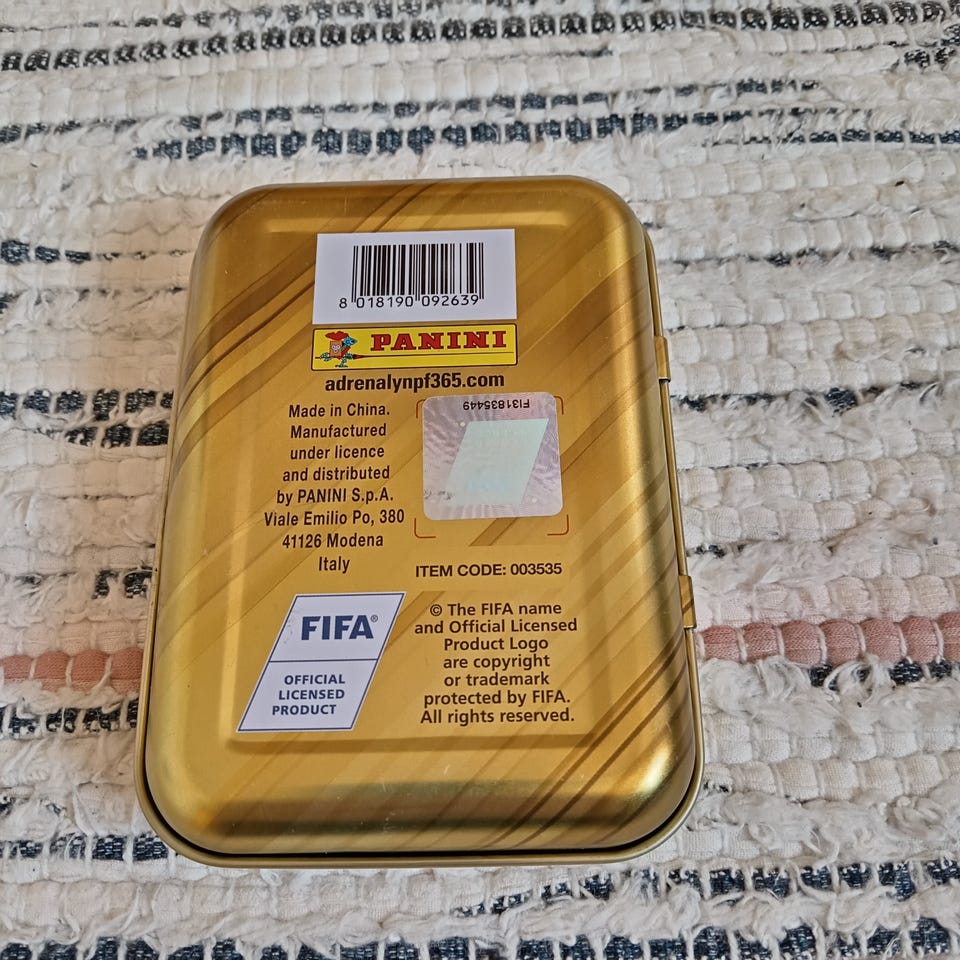 8 018190 092639
PANINI
adrenalynpf365.com
Made in China.
Manufactured
under licence
and distributed
by PANINI S.p.A.
Viale Emilio Po, 380
41126 Modena
Italy
FI31835449
ITEM CODE: 003535
FIFA®
OFFICIAL
LICENSED
PRODUCT
© The FIFA name
and Official Licensed
Product Logo
are copyright
or trademark
protected by FIFA.
All rights reserved.